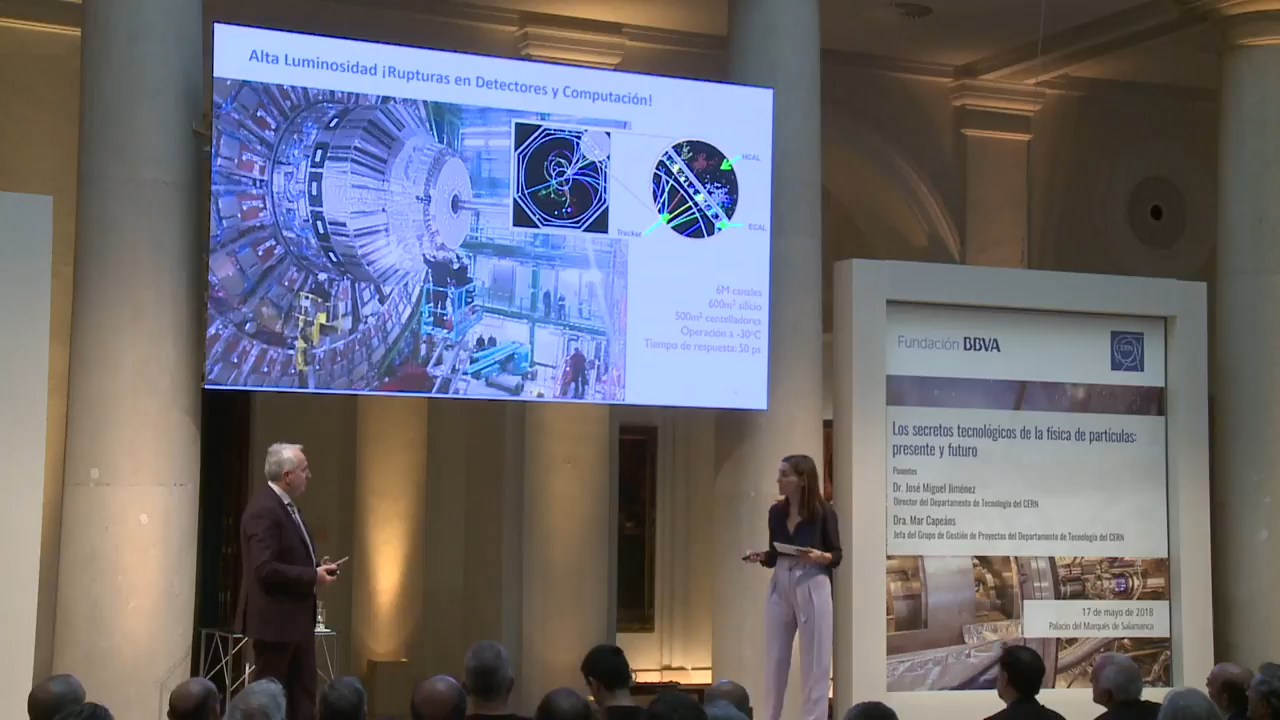 Alta Luminosidad ¡Rupturas en Detectores y Computación!
HCAL
ECAL
Tracker
6M canales
600m² silicio
500m² centelladores
Operación a -30°C
Tiempo de respuesta: 50 ps
Fundación BBVA
CERN
Los secretos tecnológicos de la física de partículas:
presente y futuro
Ponentes
Dr. José Miguel Jiménez
Director del Departamento de Tecnología del CERN
Dra. Mar Capeáns
Jefa del Grupo de Gestión de Proyectos del Departamento de Tecnología del CERN
17 de mayo de 2018
Palacio del Marqués de Salamanca